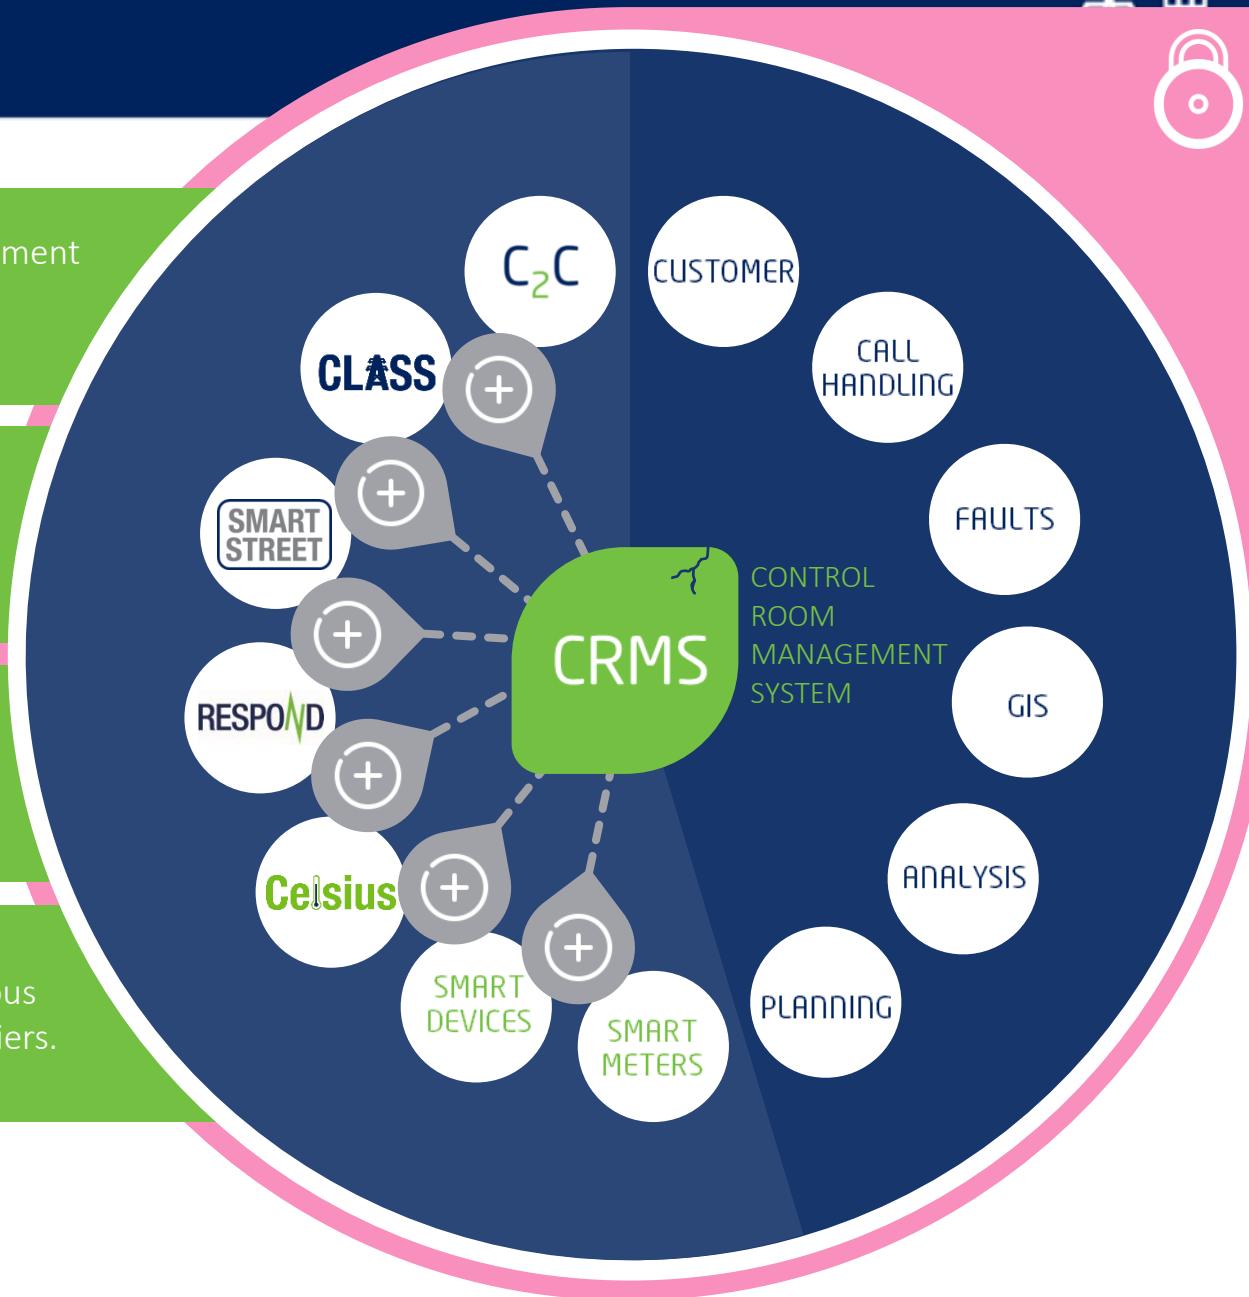 ment
ous
iers.
C2C
CLASS
SMART
STREET
RESPOND
Celsius
SMART
DEVICES
SMART
METERS
CRMS
CONTROL
ROOM
MANAGEMENT
SYSTEM
CUSTOMER
CALL
HANDLING
FAULTS
GIS
ANALYSIS
PLANNING